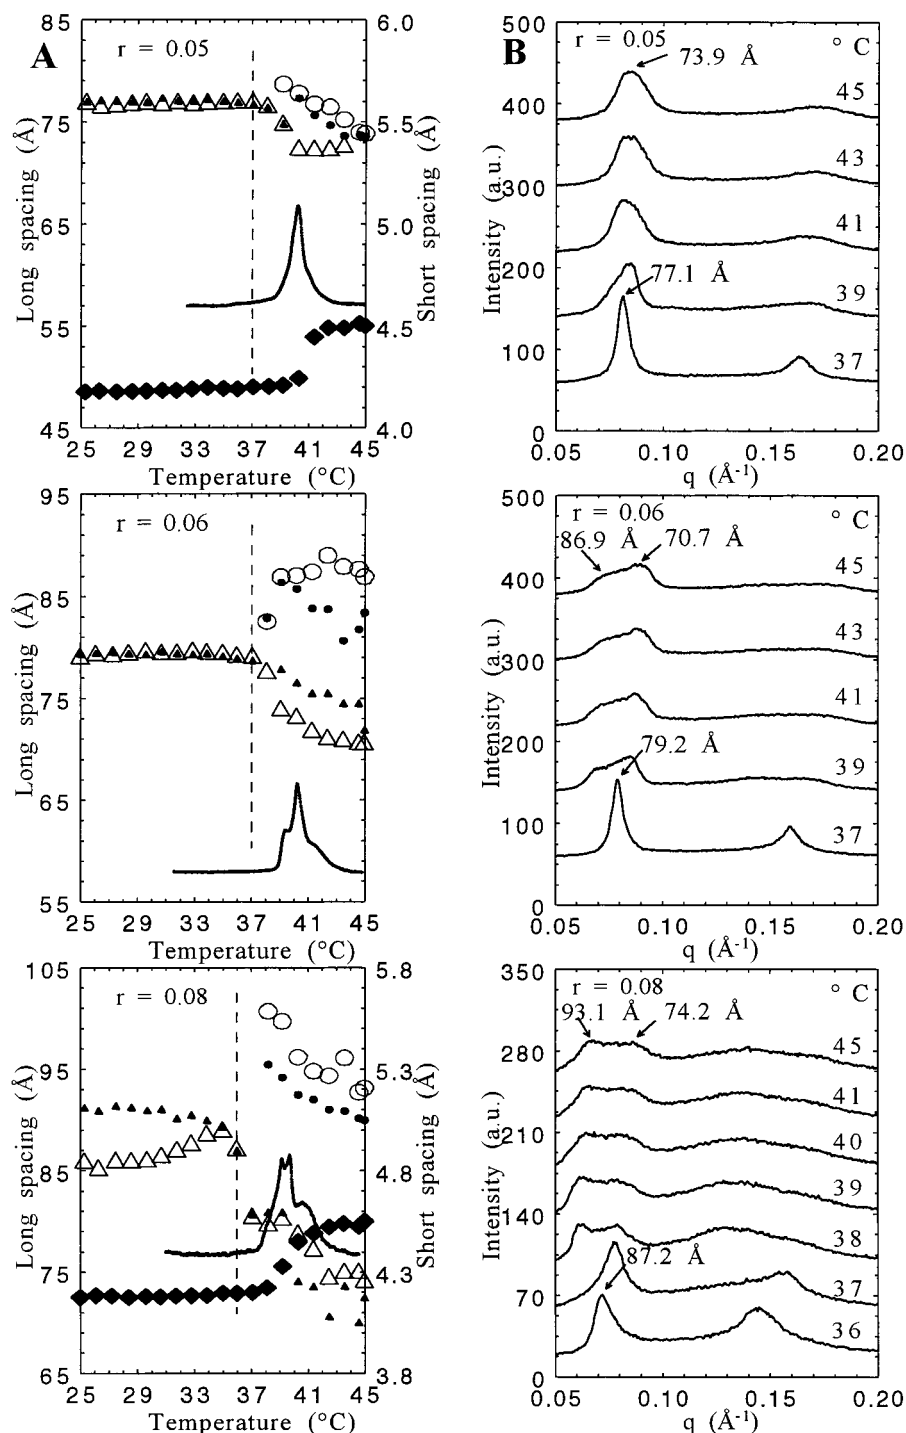 A
r = 0.05
85
75
65
55
45
Long spacing (Å)
6.0
5.5
5.0
4.5
4.0
Short spacing (Å)
25 29 33 37 41 45
Temperature (°C)
B
r = 0.05
° C
73.9 Å
77.1 Å
45
43
41
39
37
500
400
300
200
100
0
Intensity (a.u.)
0.05 0.10 0.15 0.20
q (Å-1)
r = 0.06
95
85
75
65
55
Long spacing (Å)
25 29 33 37 41 45
Temperature (°C)
r = 0.06
° C
86.9 Å 70.7 Å
79.2 Å
45
43
41
39
37
500
400
300
200
100
0
Intensity (a.u.)
0.05 0.10 0.15 0.20
q (Å-1)
r = 0.08
105
95
85
75
65
Long spacing (Å)
5.8
5.3
4.8
4.3
3.8
Short spacing (Å)
25 29 33 37 41 45
Temperature (°C)
r = 0.08
° C
93.1 Å 74.2 Å
87.2 Å
45
41
40
39
38
37
36
350
280
210
140
70
0
Intensity (a.u.)
0.05 0.10 0.15 0.20
q (Å-1)